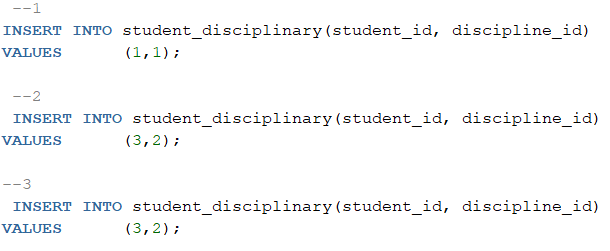 --1
INSERT INTO student_disciplinary(student_id, discipline_id)
VALUES (1,1);
--2
INSERT INTO student_disciplinary(student_id, discipline_id)
VALUES (3,2);
--3
INSERT INTO student_disciplinary(student_id, discipline_id)
VALUES (3,2);